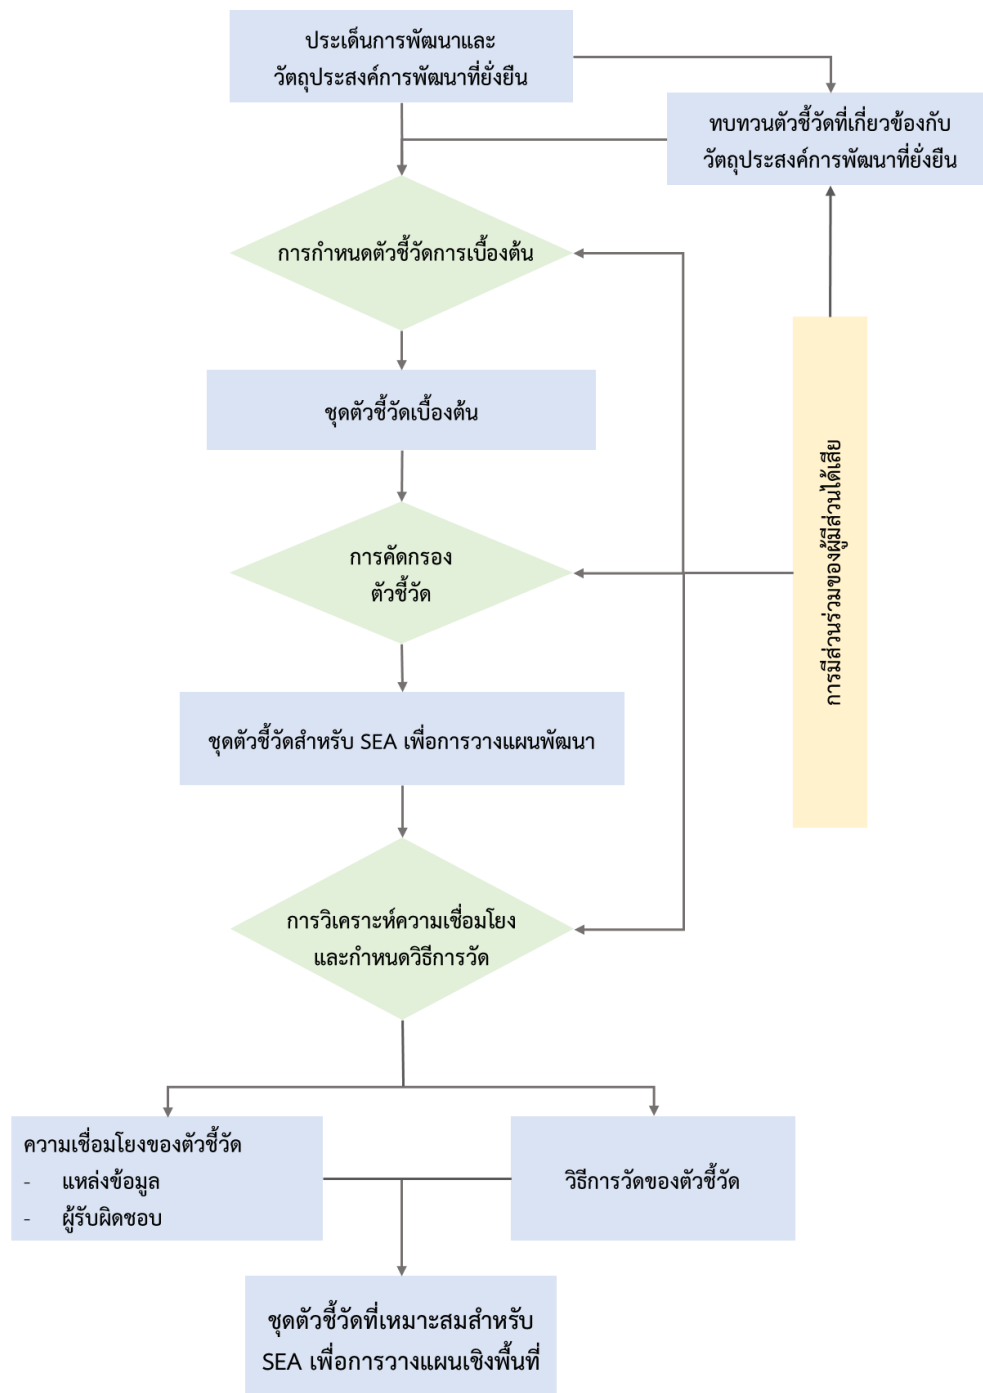 ประเด็นการพัฒนาและ
วัตถุประสงค์การพัฒนาที่ยั่งยืน
ทบทวนตัวชี้วัดที่เกี่ยวข้องกับ
วัตถุประสงค์การพัฒนาที่ยั่งยืน
การกำหนดตัวชี้วัดการเบื้องต้น
ชุดตัวชี้วัดเบื้องต้น
การคัดกรอง
ตัวชี้วัด
การมีส่วนร่วมของผู้มีส่วนได้เสีย
ชุดตัวชี้วัดสำหรับ SEA เพื่อการวางแผนพัฒนา
การวิเคราะห์ความเชื่อมโยง
และกำหนดวิธีการวัด
ความเชื่อมโยงของตัวชี้วัด
- แหล่งข้อมูล
- ผู้รับผิดชอบ
วิธีการวัดของตัวชี้วัด
ชุดตัวชี้วัดที่เหมาะสมสำหรับ
SEA เพื่อการวางแผนเชิงพื้นที่